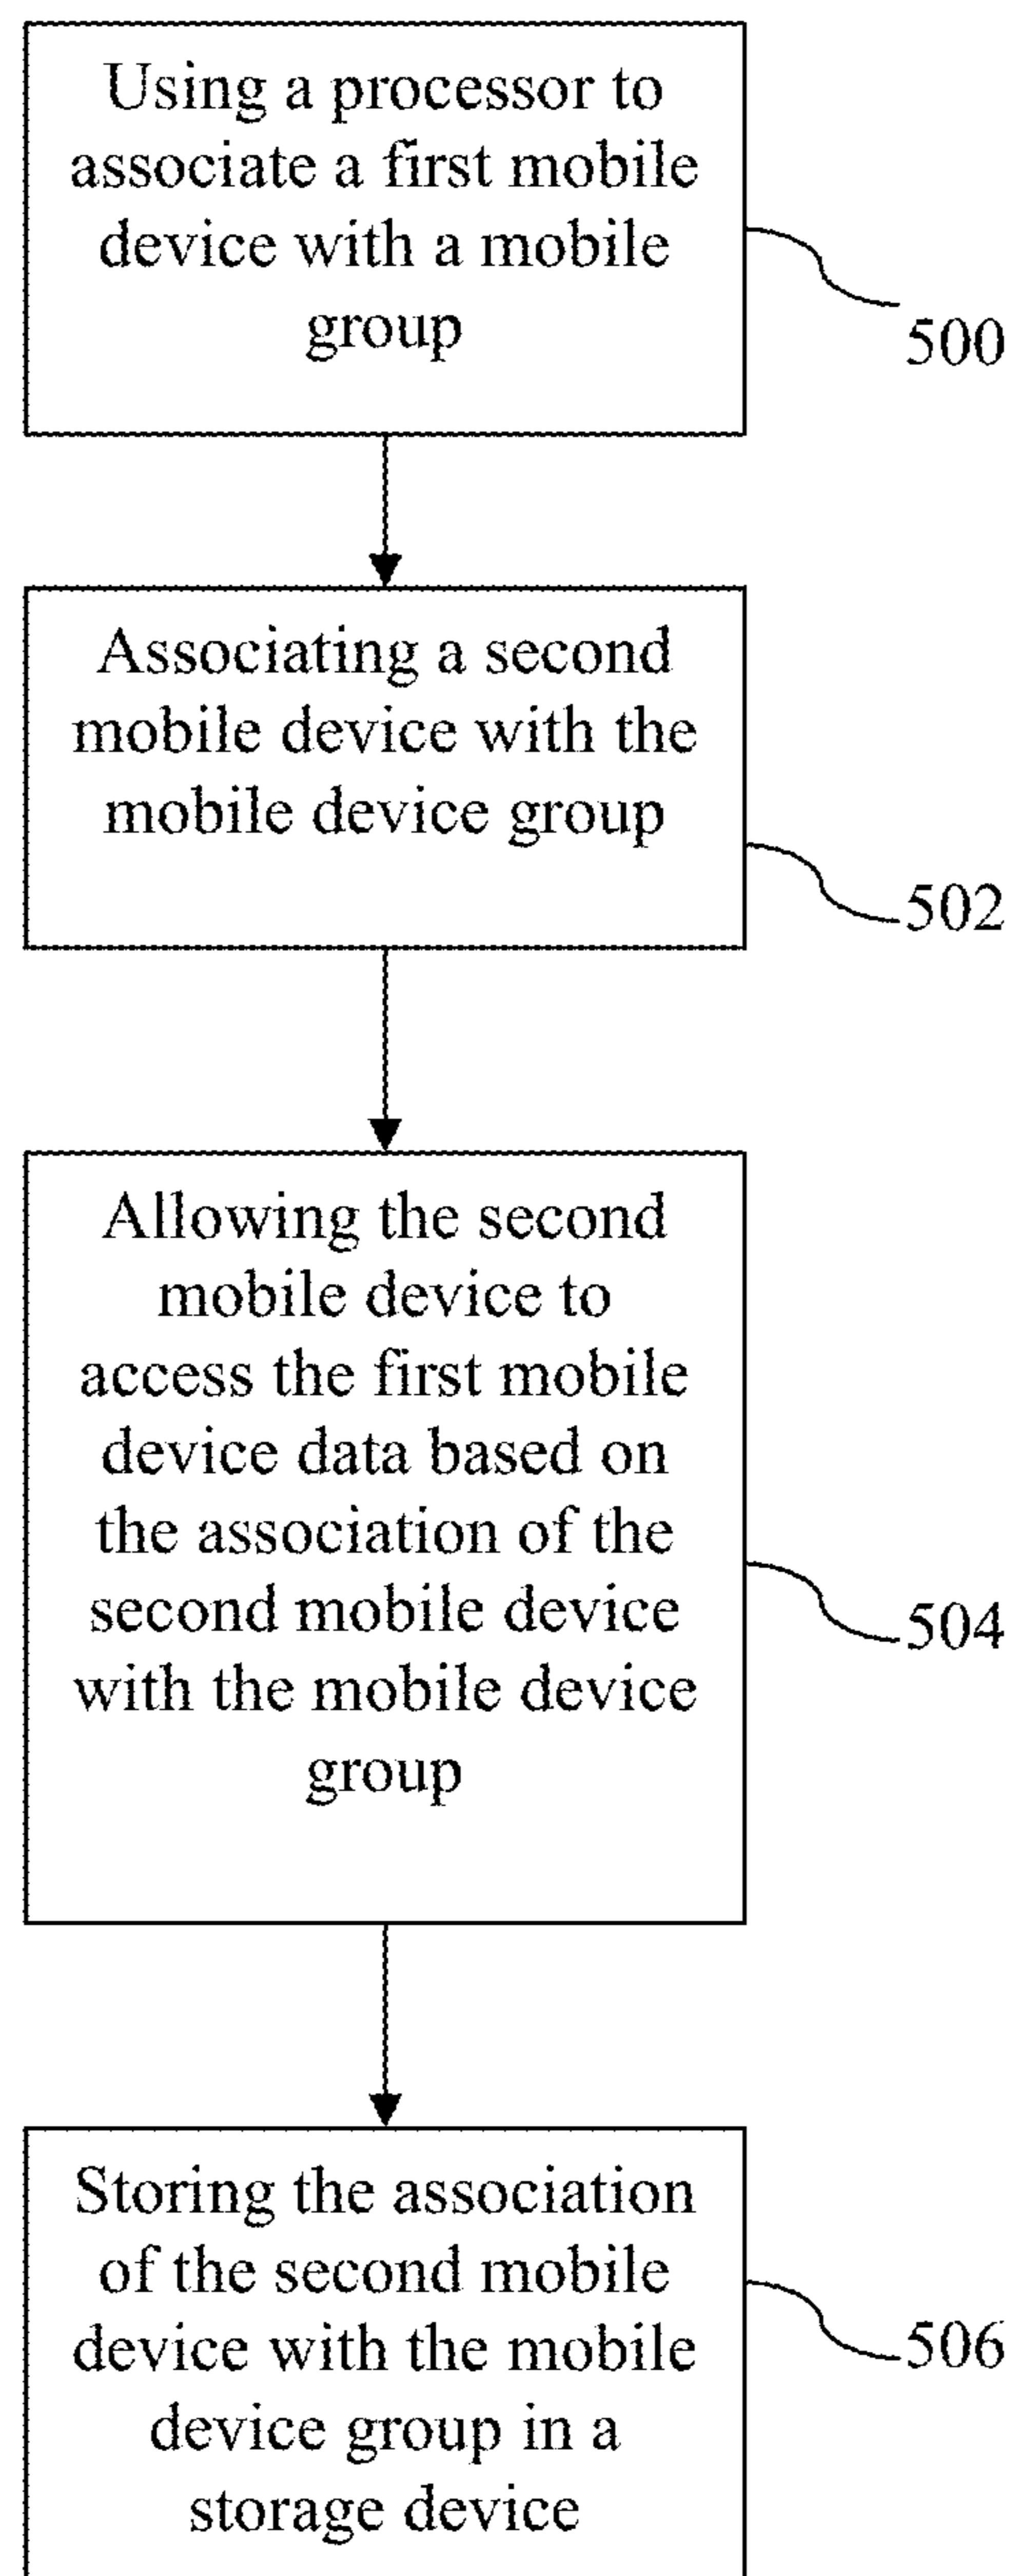 Using a processor to
associate a first mobile
device with a mobile
group
500
Associating a second
mobile device with the
mobile device group
502
Allowing the second
mobile device to
access the first mobile
device data based on
the association of the
second mobile device
with the mobile device
group
504
Storing the association
of the second mobile
device with the mobile
device group in a
storage device
506